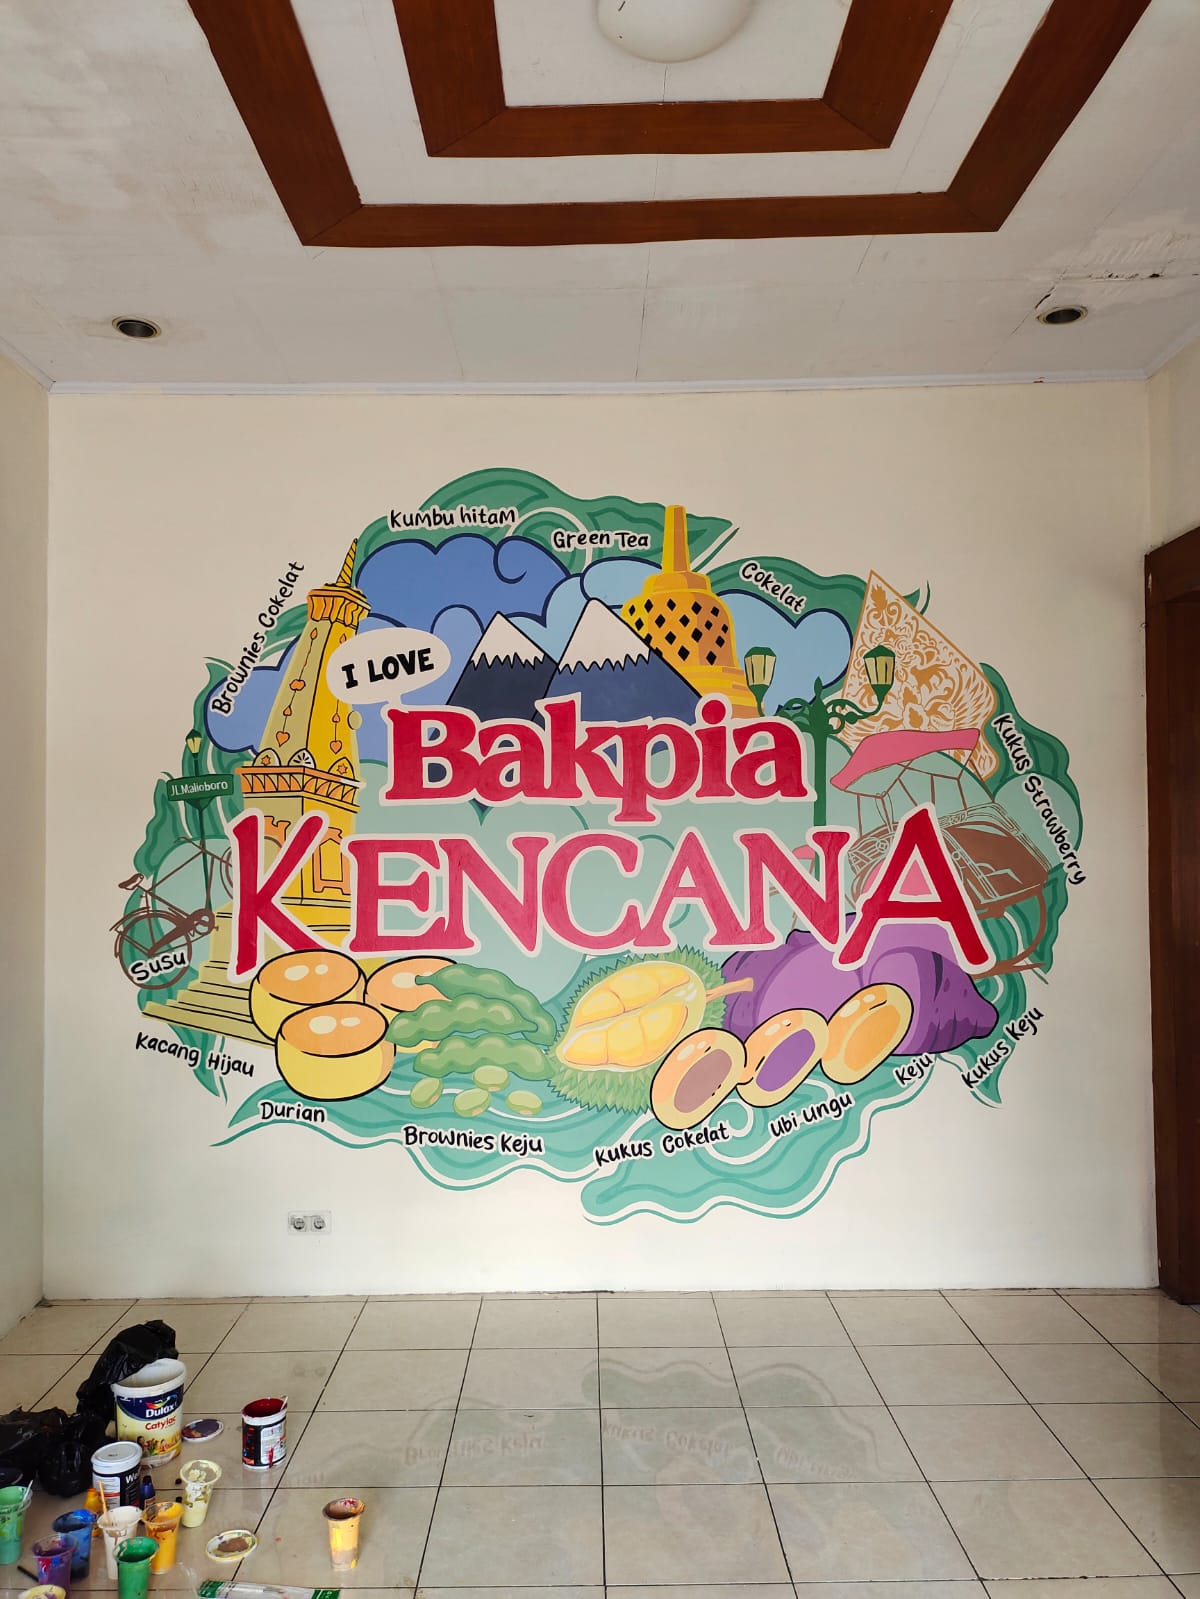 Kumbu hitam
Green Tea
Cokelat
Brownies Cokelat
I LOVE
Bakpia
KENCANA
JL.Malioboro
Kukus Strawberry
Susu
Kacang Hijau
Durian
Brownies Keju
Kukus Cokelat
Ubi Ungu
Keju
Kukus Keju
Dulux
Catylac